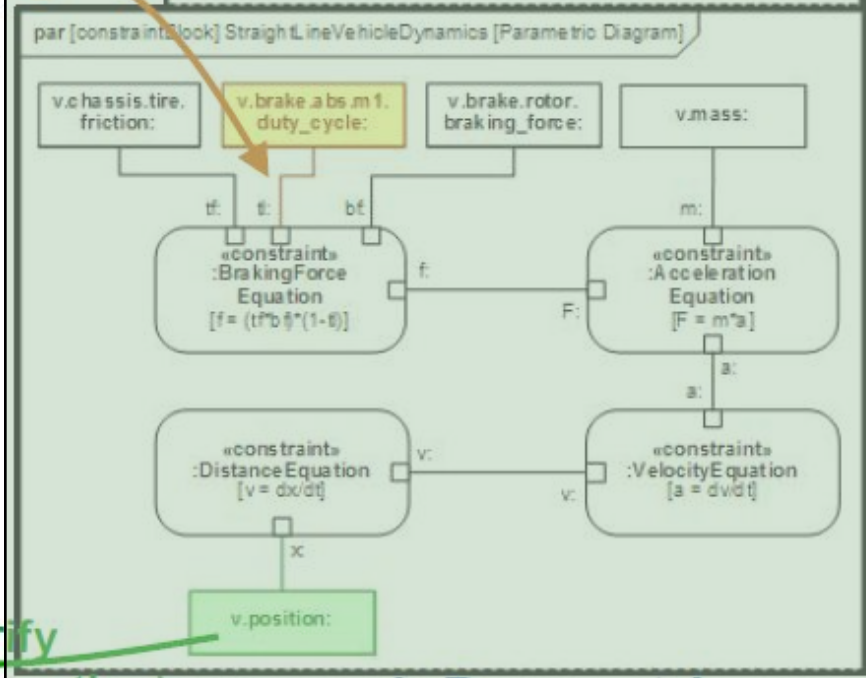 par [constraintBlock] StraightLineVehicleDynamics [Parametric Diagram]
v.chassis.tire.
friction:
v.brake.abs.m1.
duty_cycle:
v.brake.rotor.
braking_force:
v.mass:
tf:
tl:
bf:
m:
«constraint»
:BrakingForce
Equation
[f = (tf*bf)*(1-tl)]
f:
F:
«constraint»
:Acceleration
Equation
[F = m*a]
a:
a:
«constraint»
:DistanceEquation
[v = dx/dt]
v:
v:
«constraint»
:VelocityEquation
[a = dv/dt]
x:
v.position:
rify